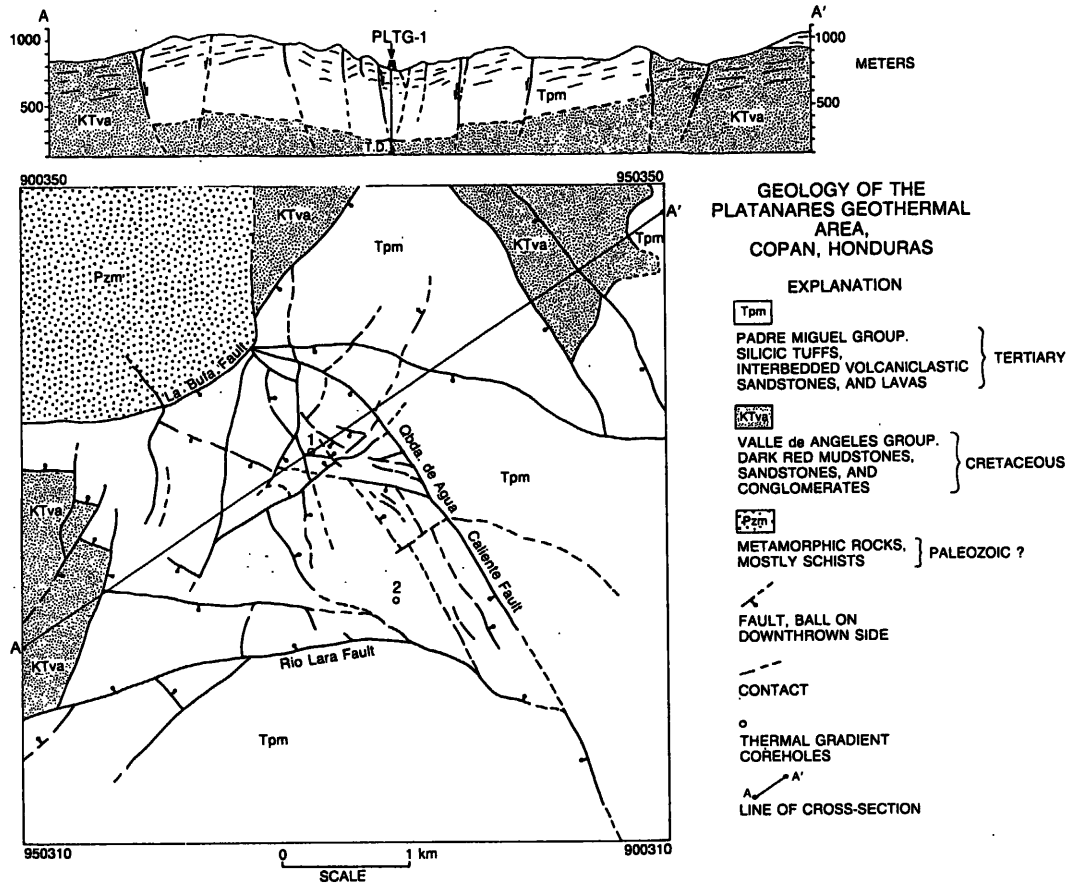 A
A'
PLTG-1
1000
1000
METERS
500
500
Tpm
KTva
KTva
T.D.
900350
950350
KTva
Tpm
KTva
A'
Tpm
Pzm
La Bufa Fault
1
Qbda. de Agua Caliente Fault
Tpm
KTva
2
A
KTva
Rio Lara Fault
Tpm
950310
900310
0 1 km
SCALE
GEOLOGY OF THE
PLATANARES GEOTHERMAL
AREA,
COPAN, HONDURAS
EXPLANATION
Tpm
PADRE MIGUEL GROUP.
SILICIC TUFFS,
INTERBEDDED VOLCANICLASTIC
SANDSTONES, AND LAVAS
TERTIARY
KTva
VALLE de ANGELES GROUP.
DARK RED MUDSTONES,
SANDSTONES, AND
CONGLOMERATES
CRETACEOUS
Pzm
METAMORPHIC ROCKS,
MOSTLY SCHISTS
PALEOZOIC ?
FAULT, BALL ON
DOWNTHROWN SIDE
CONTACT
THERMAL GRADIENT
COREHOLES
A A'
LINE OF CROSS-SECTION